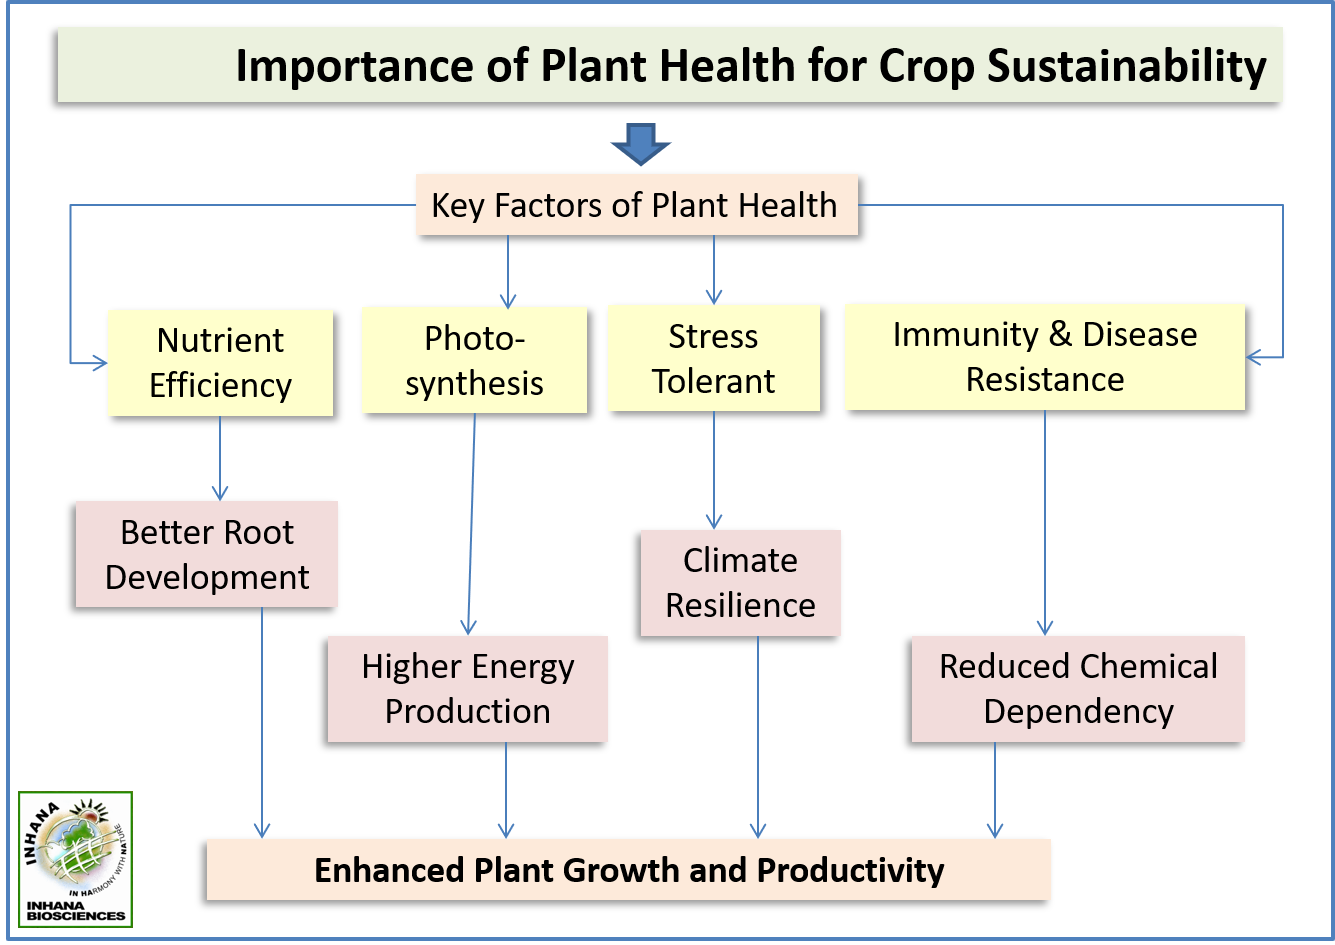 Importance of Plant Health for Crop Sustainability
Key Factors of Plant Health
Nutrient
Efficiency
Photo-
synthesis
Stress
Tolerant
Immunity & Disease
Resistance
Better Root
Development
Climate
Resilience
Higher Energy
Production
Reduced Chemical
Dependency
Enhanced Plant Growth and Productivity
INHANA
IN HARMONY WITH NATURE
INHANA
BIOSCIENCES